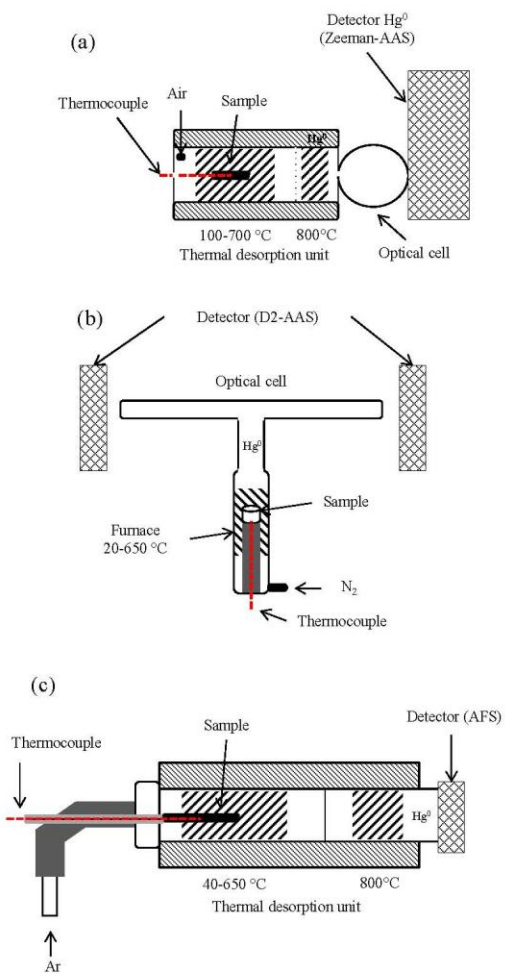 (a)
Detector Hg⁰
(Zeeman-AAS)
Thermocouple
Air
Sample
Hg⁰
100-700 °C
800°C
Thermal desorption unit
Optical cell
(b)
Detector (D2-AAS)
Optical cell
Hg⁰
Sample
Furnace
20-650 °C
N₂
Thermocouple
(c)
Detector (AFS)
Sample
Thermocouple
Hg⁰
40-650 °C
800°C
Thermal desorption unit
Ar